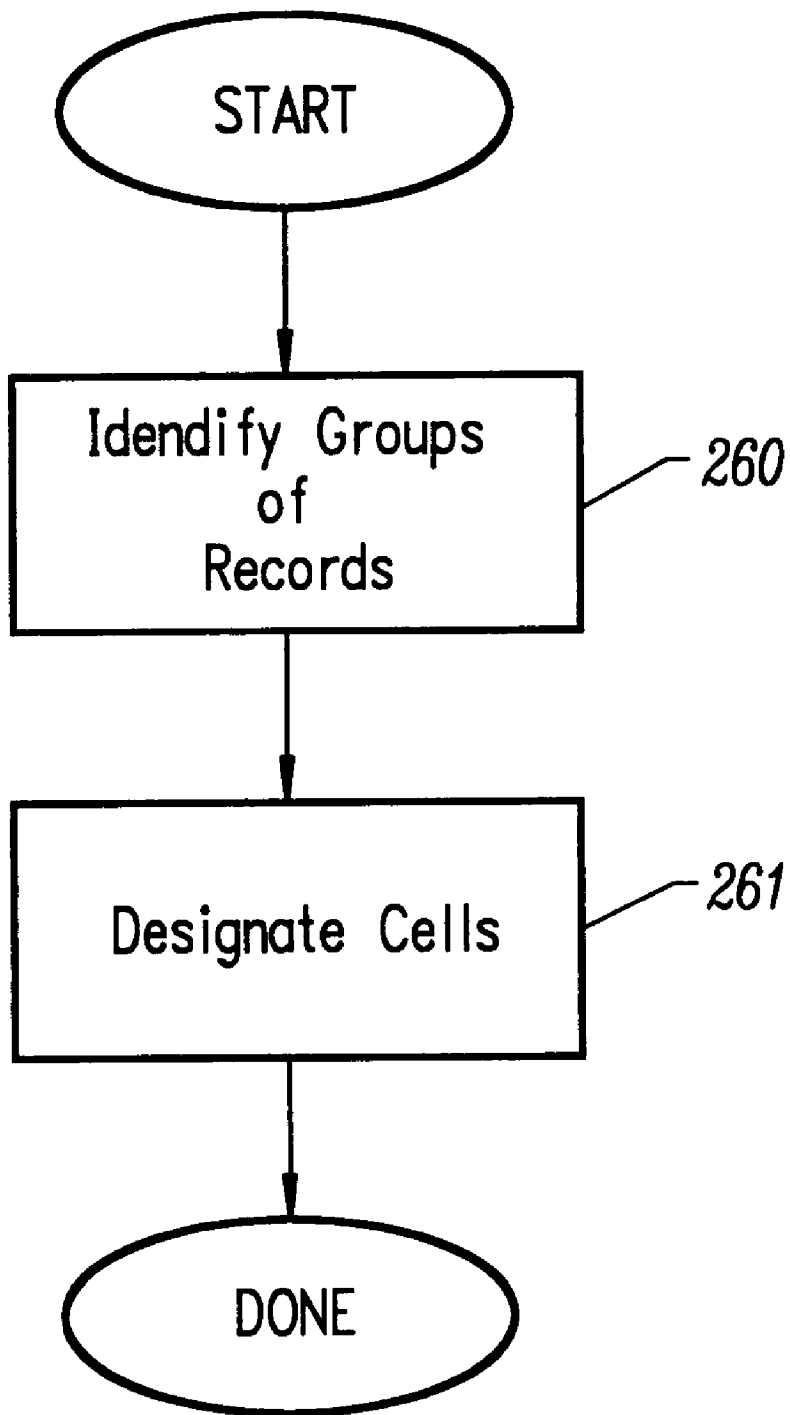 START
Idendify Groups
of
Records
260
Designate Cells
261
DONE